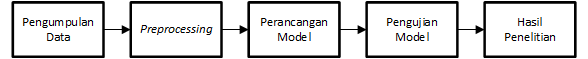 Pengumpulan
Data
Preprocessing
Perancangan
Model
Pengujian
Model
Hasil
Penelitian